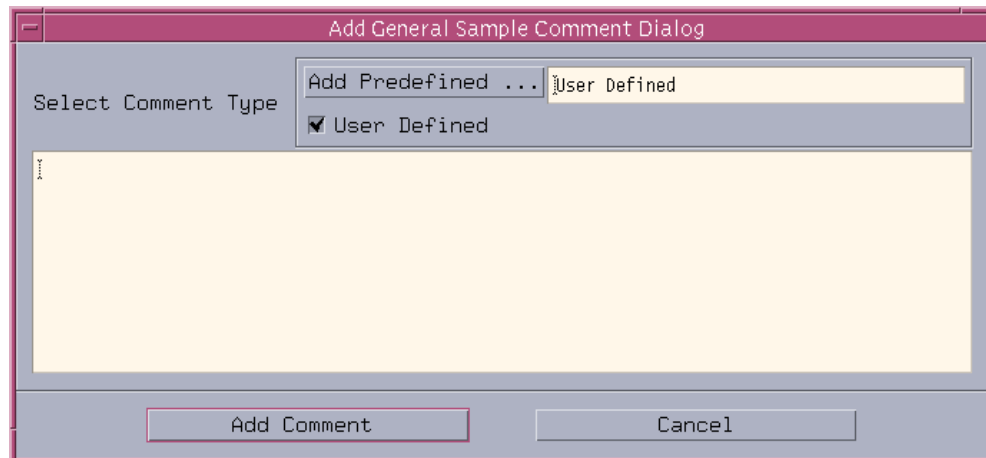 Add General Sample Comment Dialog
Select Comment Type
Add Predefined ...
User Defined
User Defined
Add Comment
Cancel